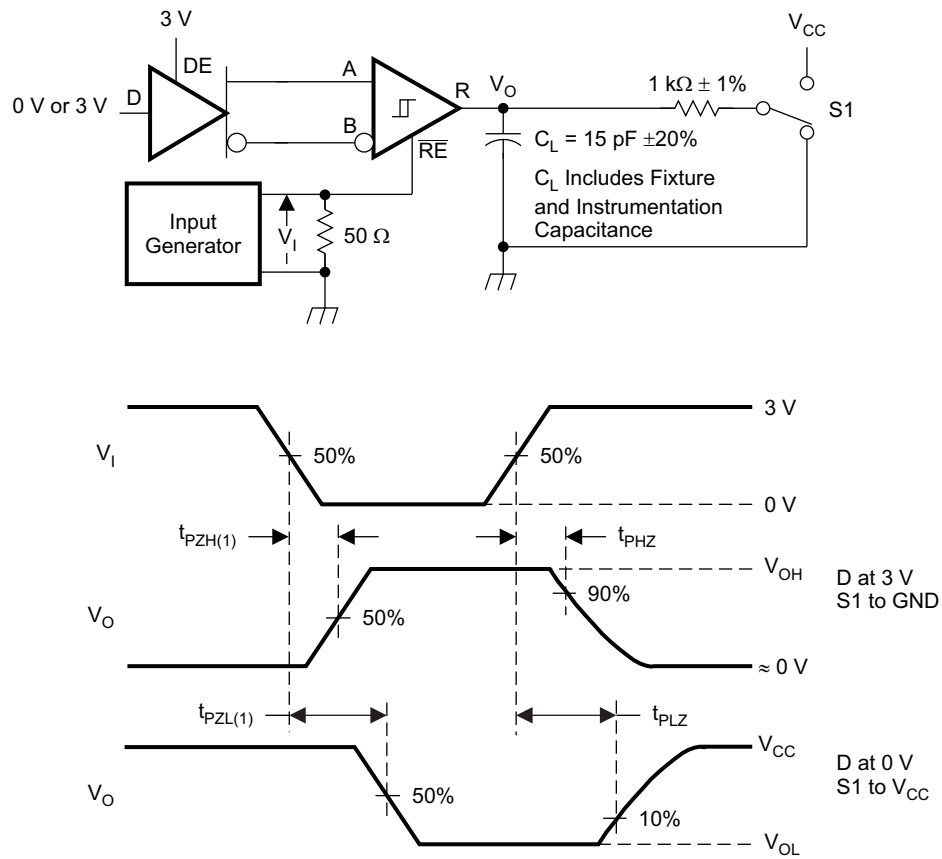 3 V
DE
D
0 V or 3 V
A
B
R
RE
V_O
1 kΩ ± 1%
V_CC
S1
C_L = 15 pF ±20%
C_L Includes Fixture
and Instrumentation
Capacitance
Input
Generator
V_I
50 Ω
V_I
50%
50%
3 V
0 V
t_PZH(1)
t_PHZ
V_O
50%
90%
V_OH
≈ 0 V
D at 3 V
S1 to GND
t_PZL(1)
t_PLZ
V_O
50%
10%
V_CC
V_OL
D at 0 V
S1 to V_CC